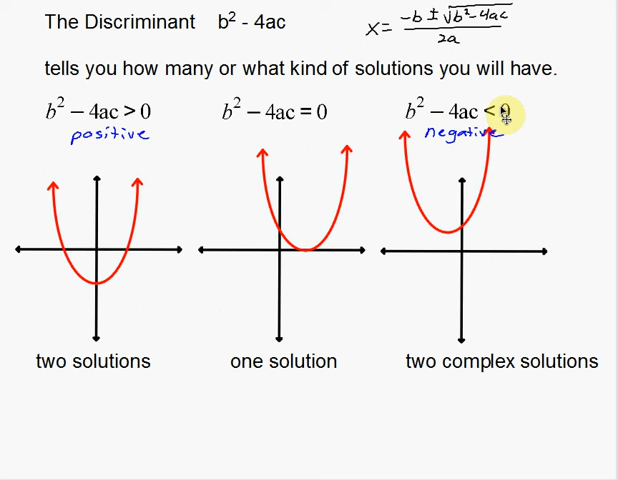 The Discriminant b² - 4ac
x = -b ± √b² - 4ac / 2a
tells you how many or what kind of solutions you will have.
b² − 4ac > 0
positive
b² − 4ac = 0
b² − 4ac < 0
negative
two solutions
one solution
two complex solutions